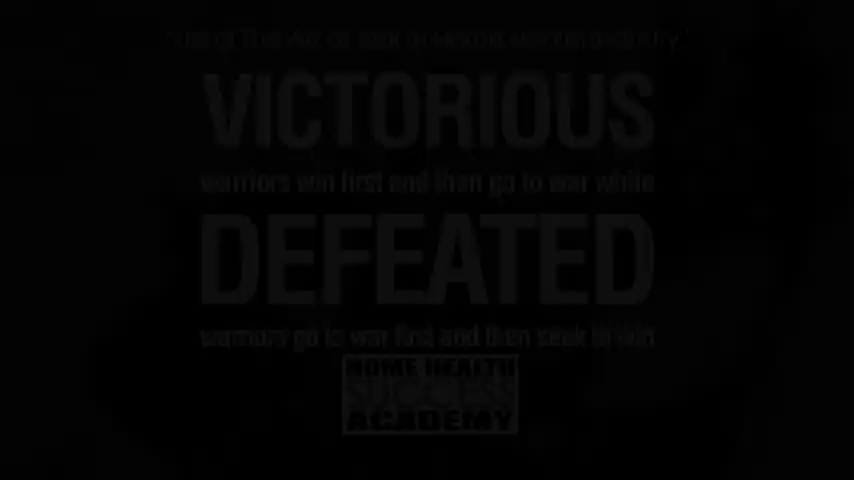 VICTORIOUS
warriors win first and then go to war while
DEFEATED
warriors go to war first and then seek to win
HOME HEALTH
SUCCESS
ACADEMY